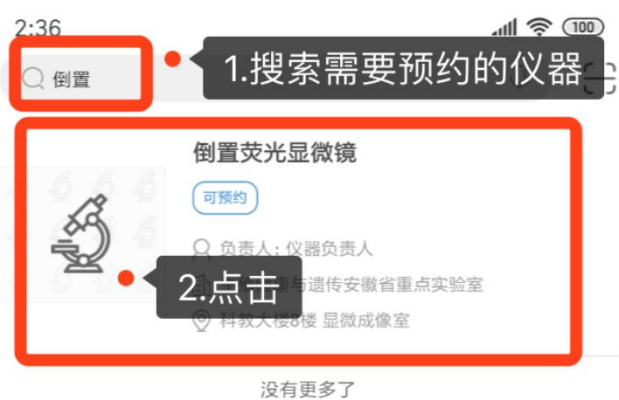 2:36
100
倒置
1.搜索需要预约的仪器
倒置荧光显微镜
可预约
负责人：仪器负责人
2.点击
与遗传安徽省重点实验室
科教大楼8楼 显微成像室
没有更多了